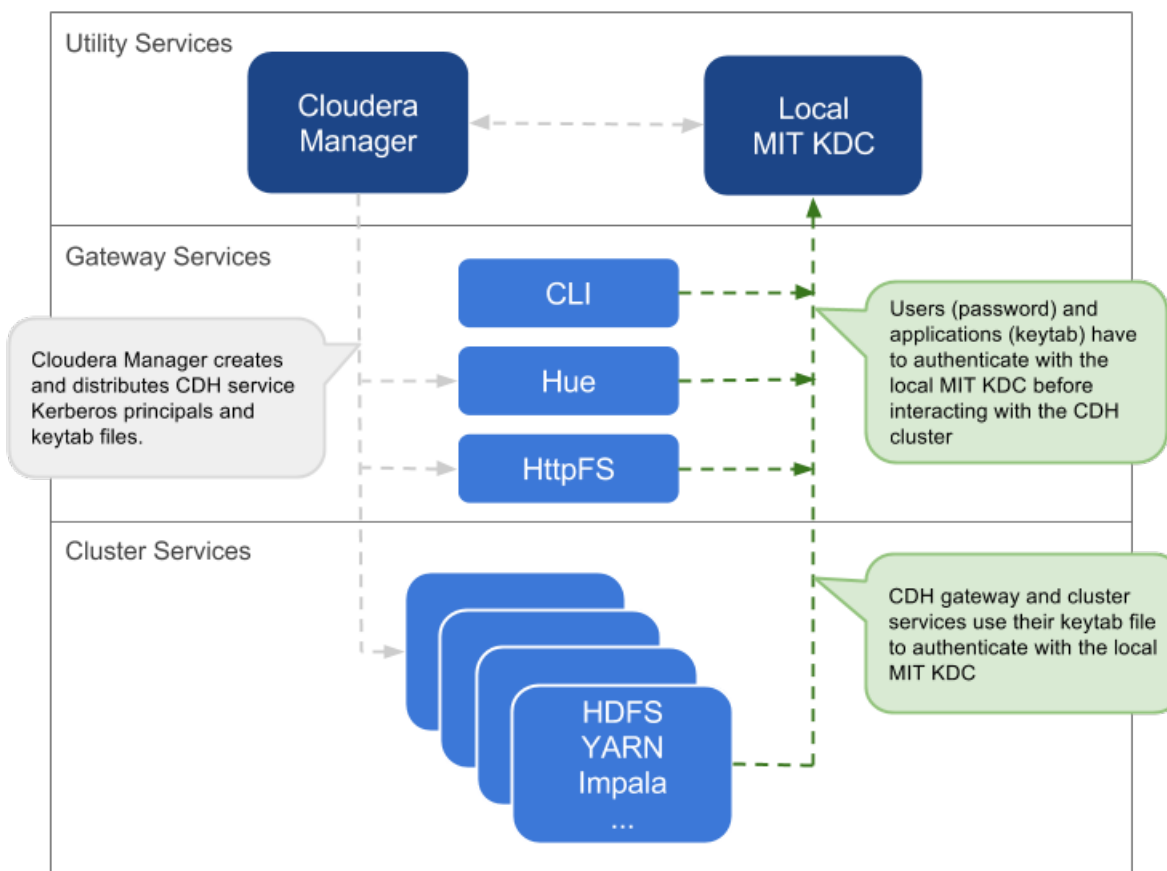 Utility Services
Cloudera
Manager
Local
MIT KDC
Gateway Services
CLI
Hue
HttpFS
Cloudera Manager creates
and distributes CDH service
Kerberos principals and
keytab files.
Users (password) and
applications (keytab) have
to authenticate with the
local MIT KDC before
interacting with the CDH
cluster
Cluster Services
HDFS
YARN
Impala
...
CDH gateway and cluster
services use their keytab file
to authenticate with the local
MIT KDC